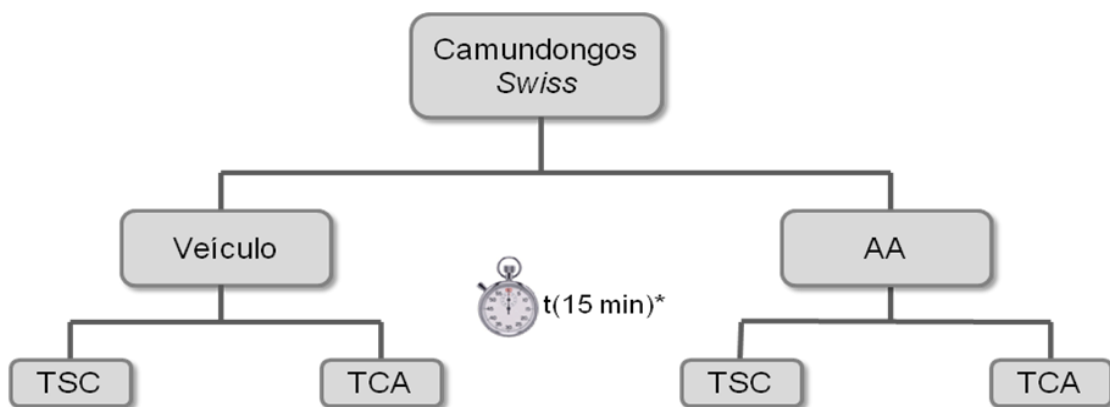 Camundongos
Swiss
Veículo
AA
t(15 min)*
TSC
TCA
TSC
TCA